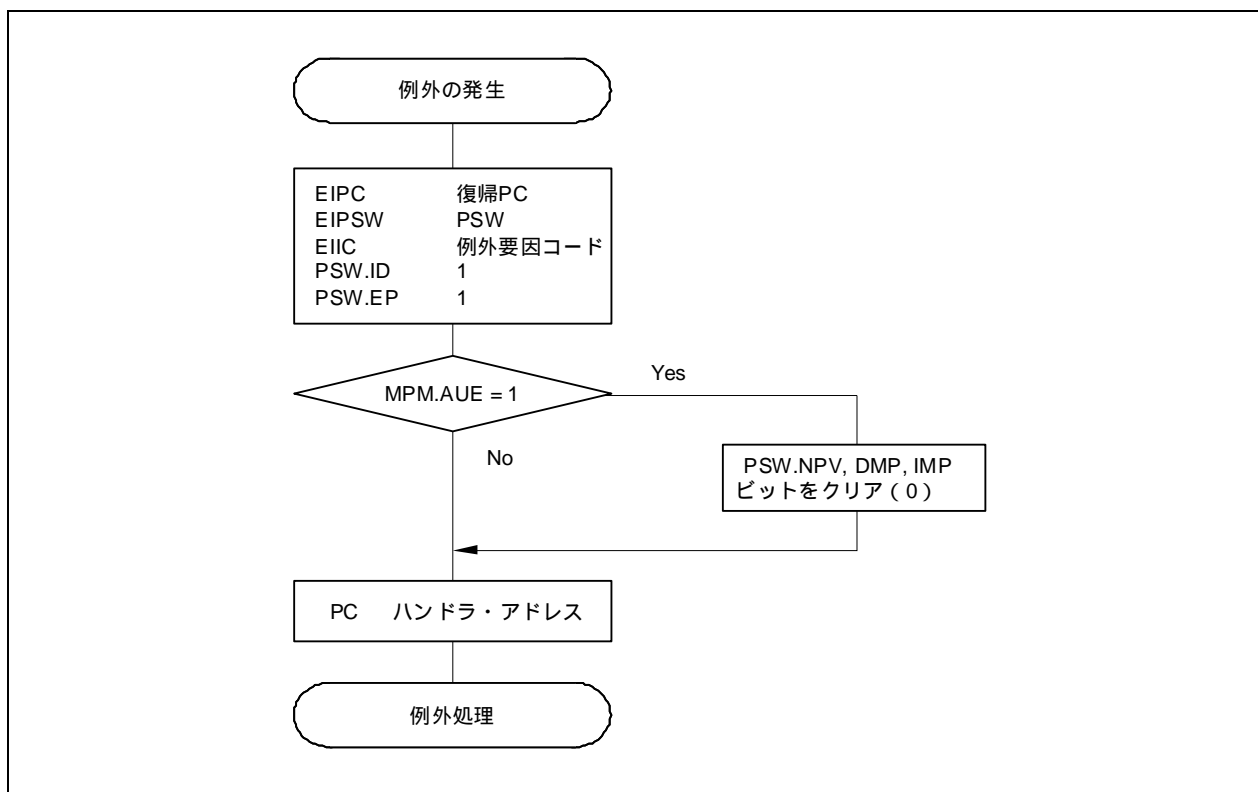 例外の発生
EIPC 復帰PC
EIPSW PSW
EIIC 例外要因コード
PSW.ID 1
PSW.EP 1
MPM.AUE = 1
Yes
No
PSW.NPV, DMP, IMP
ビットをクリア ( 0 )
PC ハンドラ・アドレス
例外処理